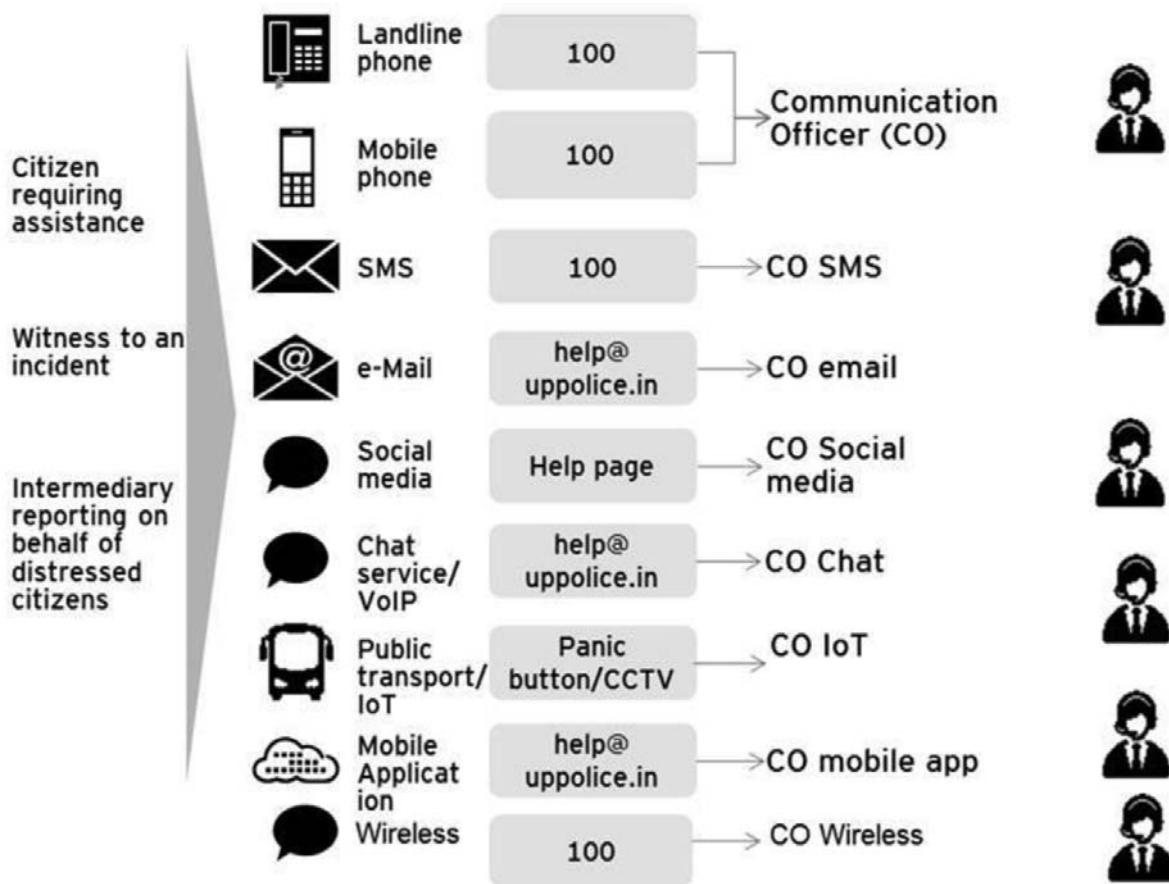 Citizen
requiring
assistance
Witness to an
incident
Intermediary
reporting on
behalf of
distressed
citizens
Landline
phone
100
Mobile
phone
100
Communication
Officer (CO)
SMS
100
CO SMS
e-Mail
help@
uppolice.in
CO email
Social
media
Help page
CO Social
media
Chat
service/
VoIP
help@
uppolice.in
CO Chat
Public
transport/
IoT
Panic
button/CCTV
CO IoT
Mobile
Applicat
ion
help@
uppolice.in
CO mobile app
Wireless
100
CO Wireless